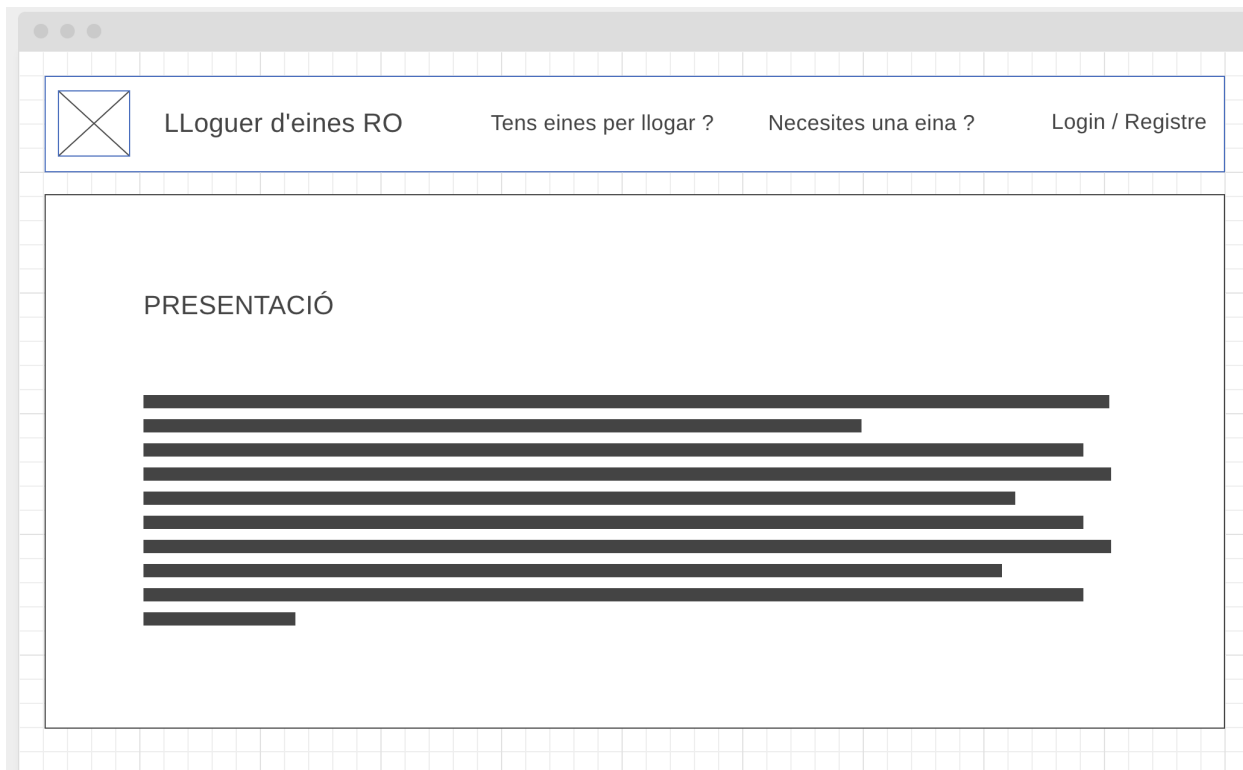 LLoguer d'eines RO
Tens eines per llogar ?
Necesites una eina ?
Login / Registre
PRESENTACIÓ